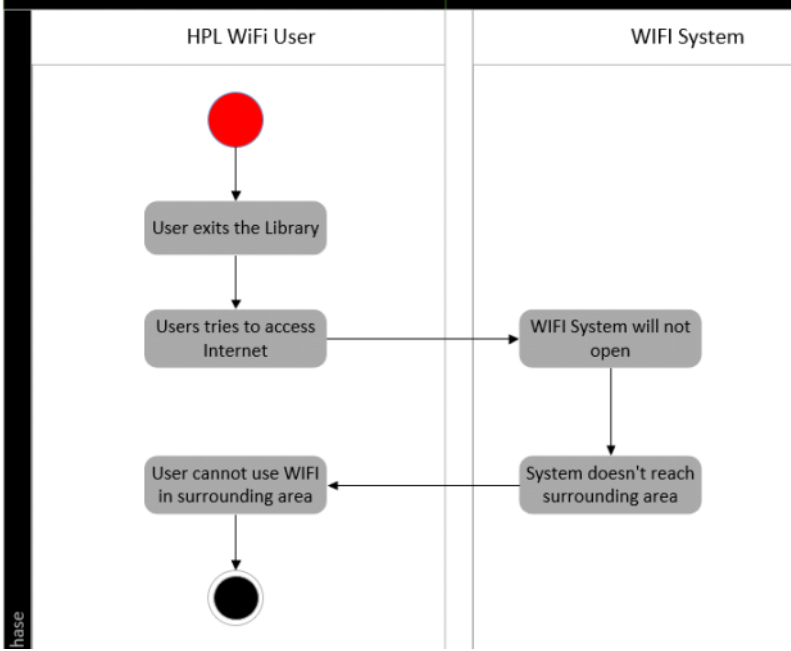 HPL WiFi User
WIFI System
User exits the Library
Users tries to access
Internet
WIFI System will not
open
User cannot use WIFI
in surrounding area
System doesn't reach
surrounding area
hase